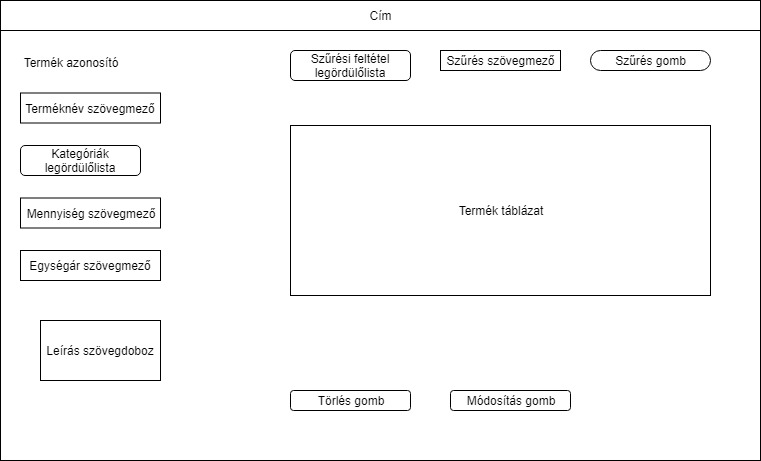 Cím
Termék azonosító
Szűrési feltétel
legördülőlista
Szűrés szövegmező
Szűrés gomb
Terméknév szövegmező
Kategóriák
legördülőlista
Mennyiség szövegmező
Egységár szövegmező
Leírás szövegdoboz
Termék táblázat
Törlés gomb
Módosítás gomb